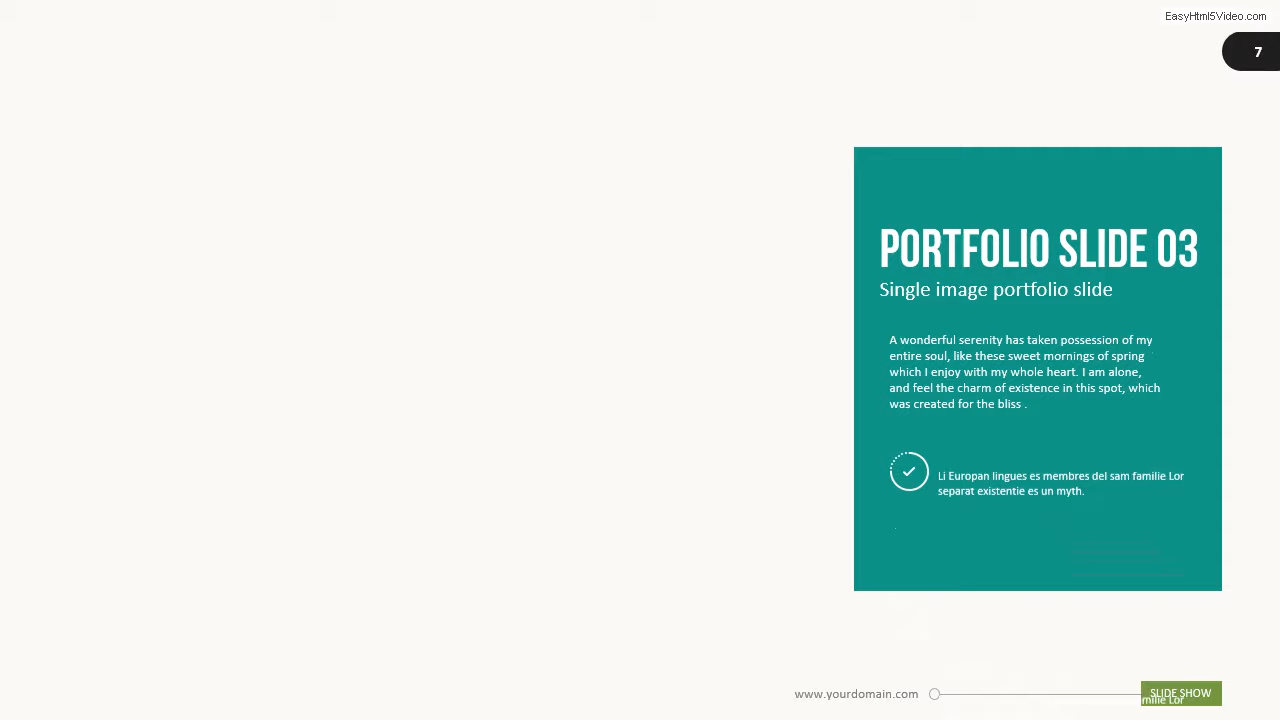 EasyHtml5Video.com
7
PORTFOLIO SLIDE 03
Single image portfolio slide
A wonderful serenity has taken possession of my
entire soul, like these sweet mornings of spring
which I enjoy with my whole heart. I am alone,
and feel the charm of existence in this spot, which
was created for the bliss .
Li Europan lingues es membres del sam familie Lor
separat existentie es un myth.
www.yourdomain.com
SLIDE SHOW
milie Lor